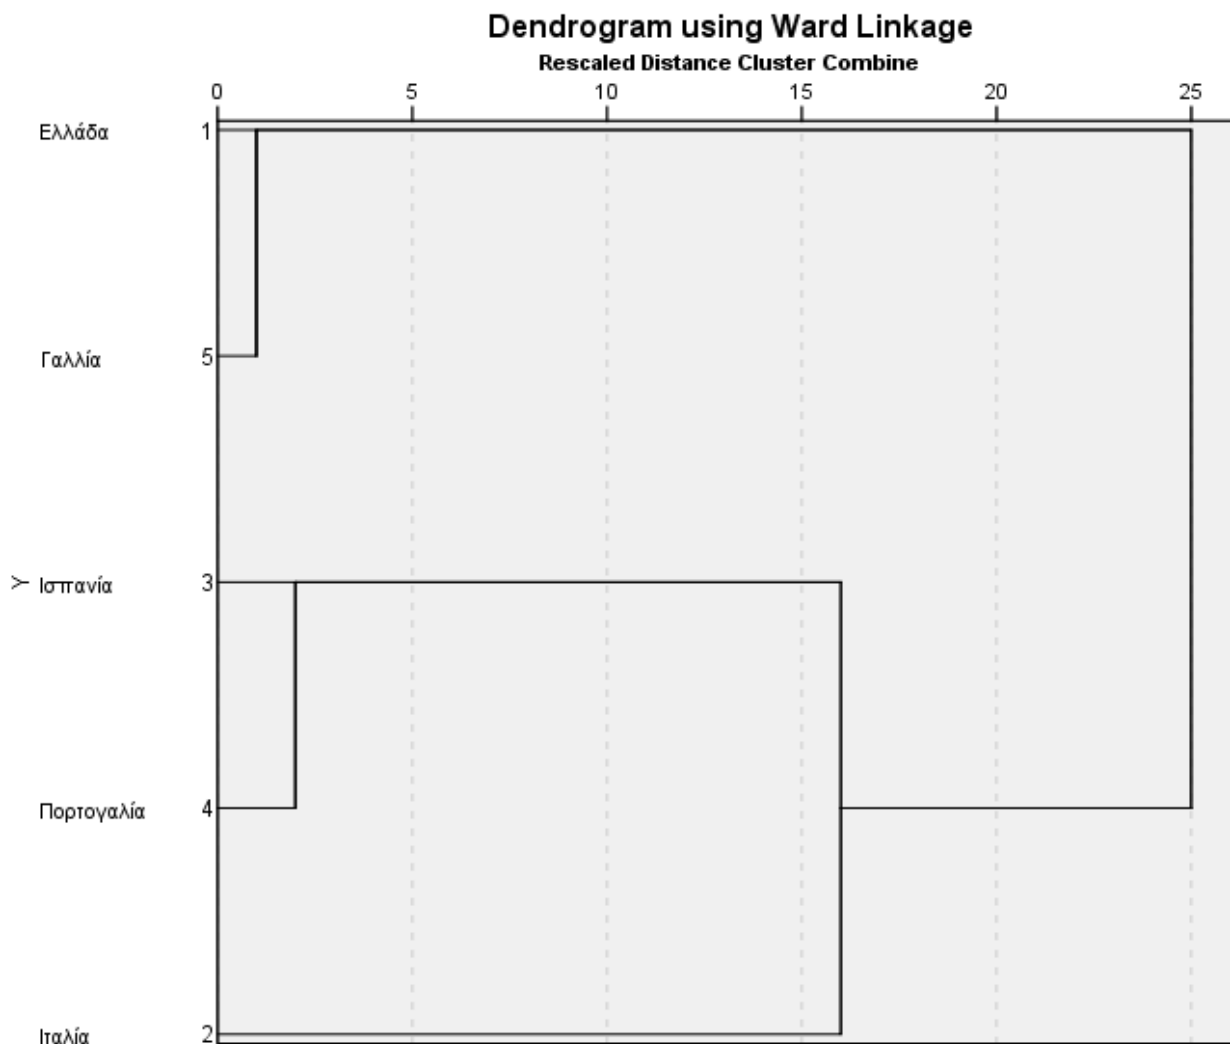 Dendrogram using Ward Linkage
Rescaled Distance Cluster Combine
0 5 10 15 20 25
Ελλάδα 1
Γαλλία 5
Y Ισπανία 3
Πορτογαλία 4
Ιταλία 2